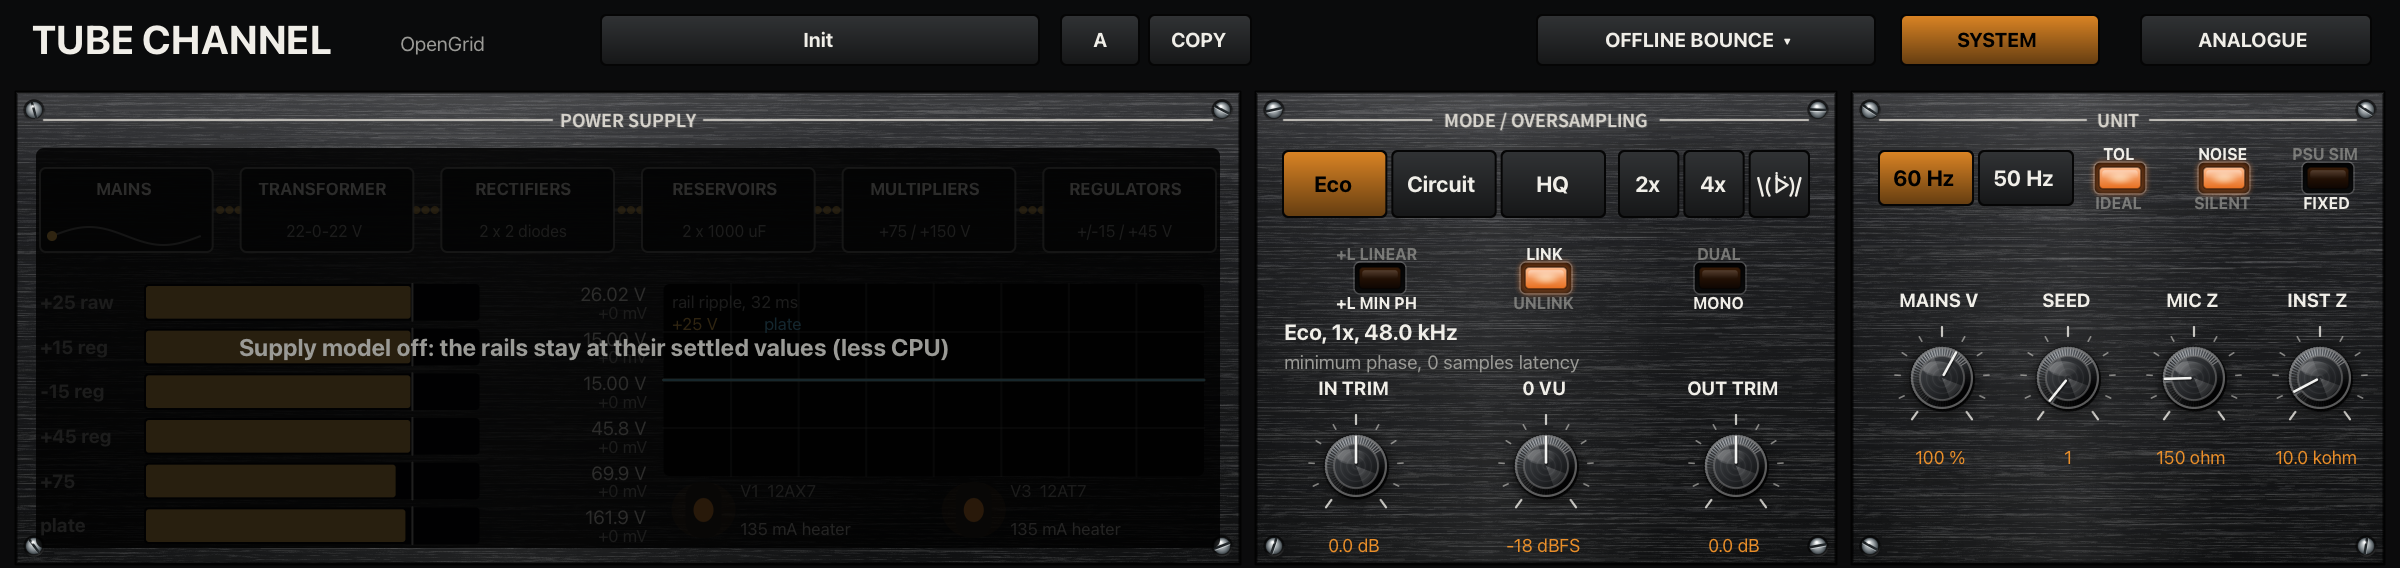 TUBE CHANNEL OpenGrid Init A COPY OFFLINE BOUNCE ▾ SYSTEM ANALOGUE
POWER SUPPLY
MAINS TRANSFORMER RECTIFIERS RESERVOIRS MULTIPLIERS REGULATORS
22-0-22 V 2 x 2 diodes 2 x 1000 uF +75 / +150 V +/-15 / +45 V
+25 raw 26.02 V
+0 mV
+15 reg 15.00 V
-15 reg 15.00 V
+0 mV
+45 reg 45.8 V
+0 mV
+75 69.9 V
+0 mV
plate 161.9 V
+0 mV
rail ripple, 32 ms
+25 V plate
Supply model off: the rails stay at their settled values (less CPU)
V1 12AX7 V3 12AT7
135 mA heater 135 mA heater
MODE / OVERSAMPLING
Eco Circuit HQ 2x 4x
+L LINEAR LINK DUAL
+L MIN PH UNLINK MONO
Eco, 1x, 48.0 kHz
minimum phase, 0 samples latency
IN TRIM 0 VU OUT TRIM
0.0 dB -18 dBFS 0.0 dB
UNIT
60 Hz 50 Hz
TOL NOISE PSU SIM
IDEAL SILENT FIXED
MAINS V SEED MIC Z INST Z
100 % 1 150 ohm 10.0 kohm